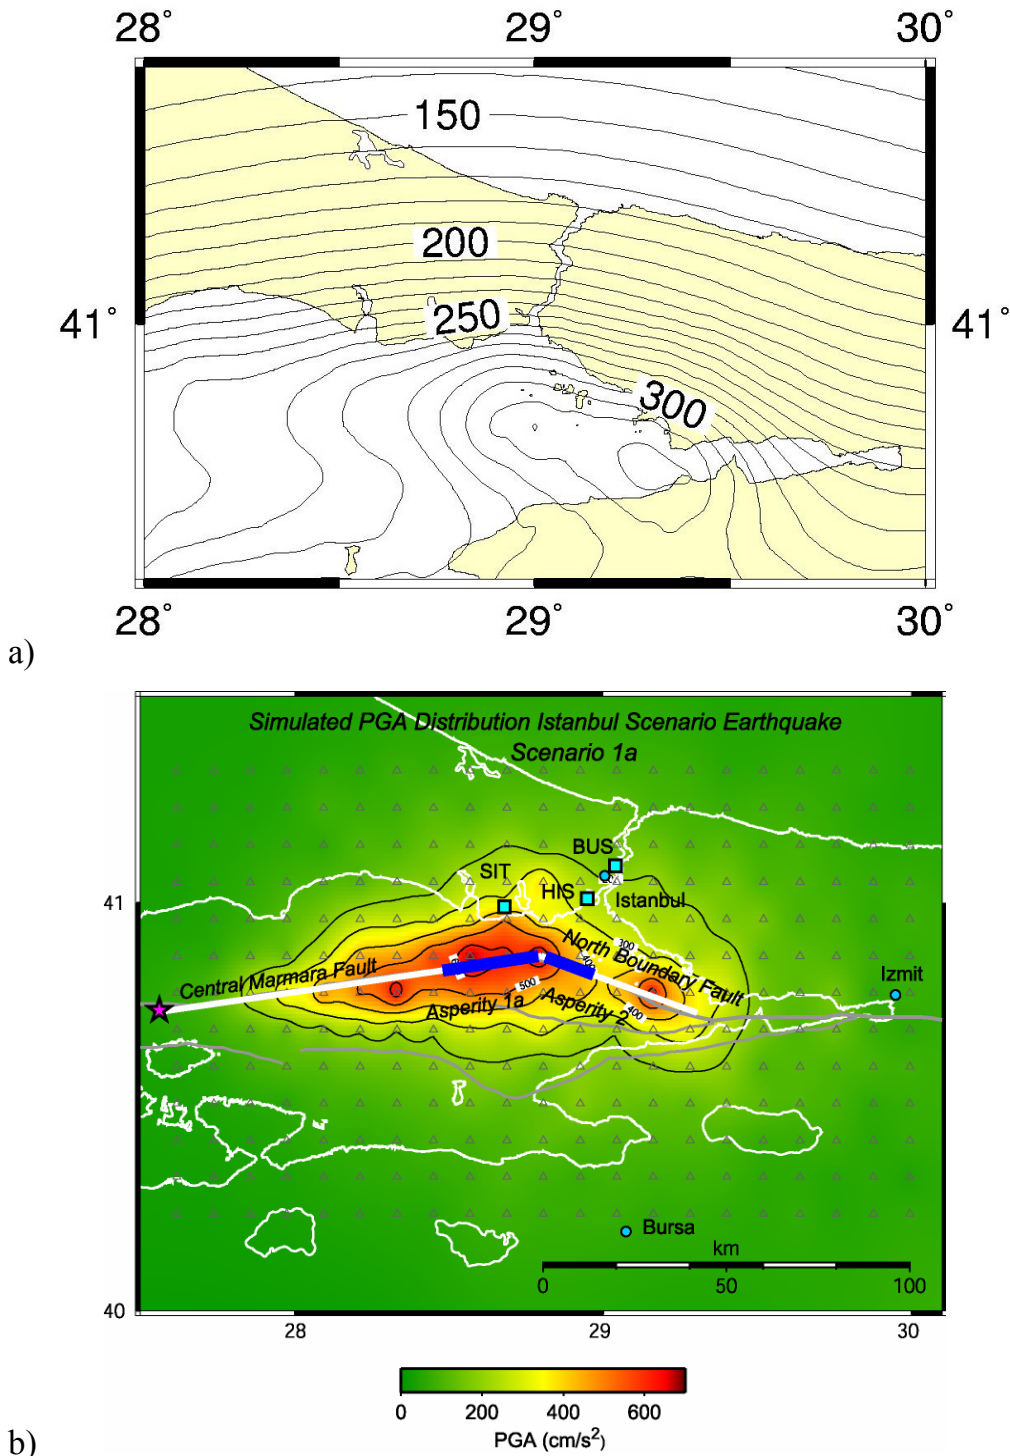 28° 29° 30°
150
200
250
41° 41°
300
28° 29° 30°
a)
Simulated PGA Distribution Istanbul Scenario Earthquake
Scenario 1a
BUS
SIT
HIS
Istanbul
41
300
North Boundary Fault
400
Central Marmara Fault
Izmit
500
Asperity 1a
Asperity 2
400
Bursa
km
0 50 100
40
28 29 30
0 200 400 600
PGA (cm/s²)
b)